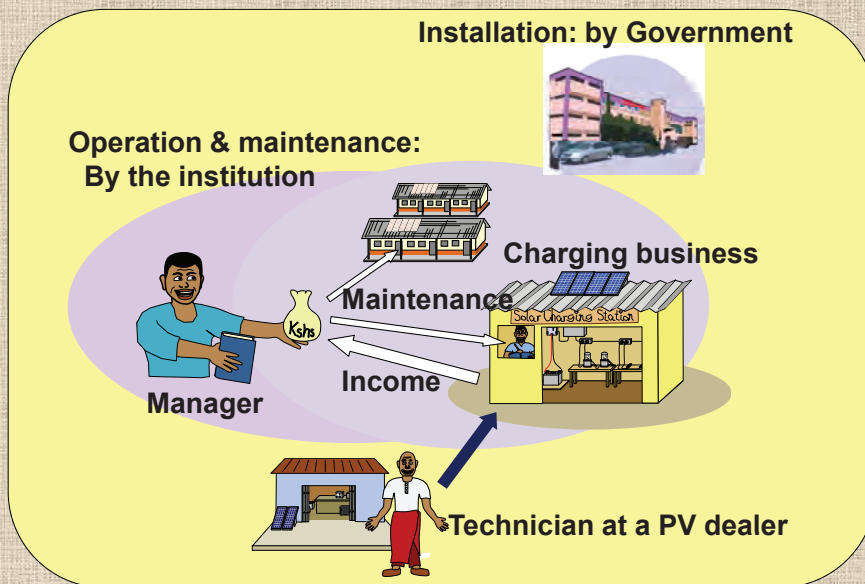 Installation: by Government
Operation & maintenance:
By the institution
Charging business
Maintenance
Solar Charging Station
Kshs
Income
Manager
Technician at a PV dealer